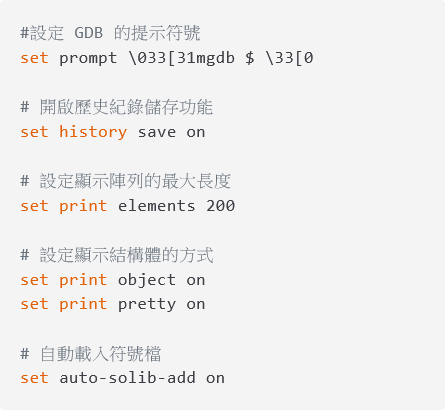 #設定 GDB 的提示符號
set prompt \033[31mgdb $ \33[0
# 開啟歷史紀錄儲存功能
set history save on
# 設定顯示陣列的最大長度
set print elements 200
# 設定顯示結構體的方式
set print object on
set print pretty on
# 自動載入符號檔
set auto-solib-add on